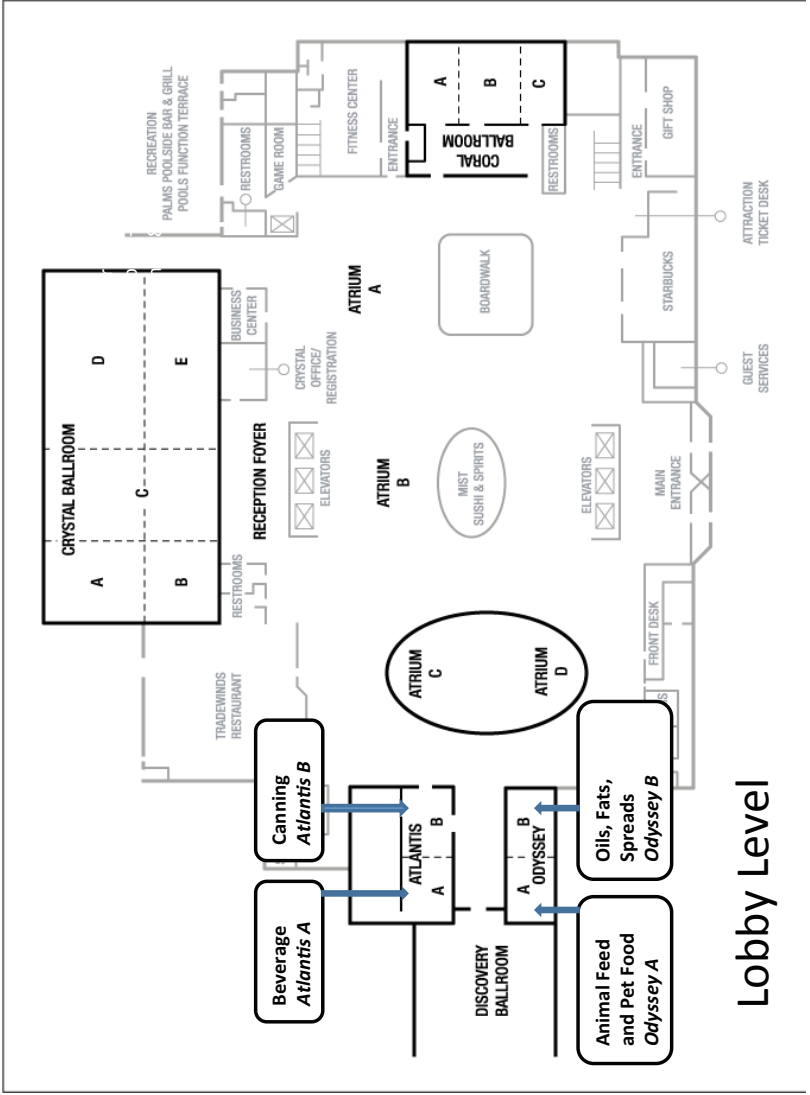 CRYSTAL BALLROOM
A
D
C
B
E
RECREATION
PALMS POOLSIDE BAR & GRILL
POOLS FUNCTION TERRACE
TRADEWINDS
RESTAURANT
RESTROOMS
RECEPTION FOYER
BUSINESS
CENTER
CRYSTAL
OFFICE/
REGISTRATION
RESTROOMS
GAME ROOM
ELEVATORS
FITNESS CENTER
ENTRANCE
Beverage
Atlantis A
Canning
Atlantis B
ATLANTIS
A
B
ATRIUM
A
ATRIUM
B
ATRIUM
C
ATRIUM
D
CORAL
BALLROOM
A
B
C
RESTROOMS
MIST
SUSHI & SPIRITS
BOARDWALK
DISCOVERY
BALLROOM
A
B
ODYSSEY
ELEVATORS
ENTRANCE
GIFT SHOP
FRONT DESK
MAIN
ENTRANCE
STARBUCKS
GUEST
SERVICES
ATTRACTION
TICKET DESK
Animal Feed
and Pet Food
Odyssey A
Oils, Fats,
Spreads
Odyssey B
Lobby Level